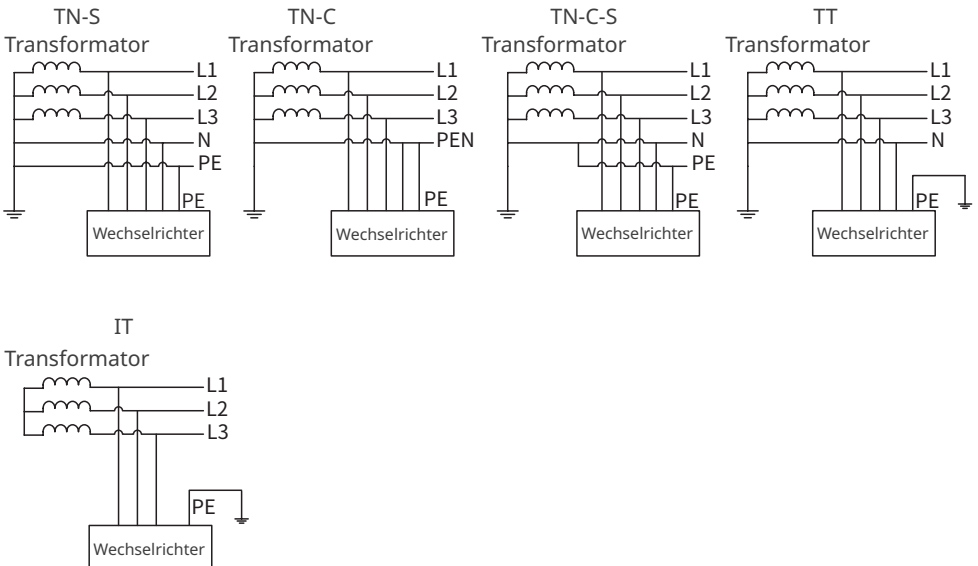 TN-S
Transformator
L1
L2
L3
N
PE
PE
Wechselrichter
TN-C
Transformator
L1
L2
L3
PEN
PE
Wechselrichter
TN-C-S
Transformator
L1
L2
L3
N
PE
PE
Wechselrichter
TT
Transformator
L1
L2
L3
N
PE
Wechselrichter
IT
Transformator
L1
L2
L3
PE
Wechselrichter